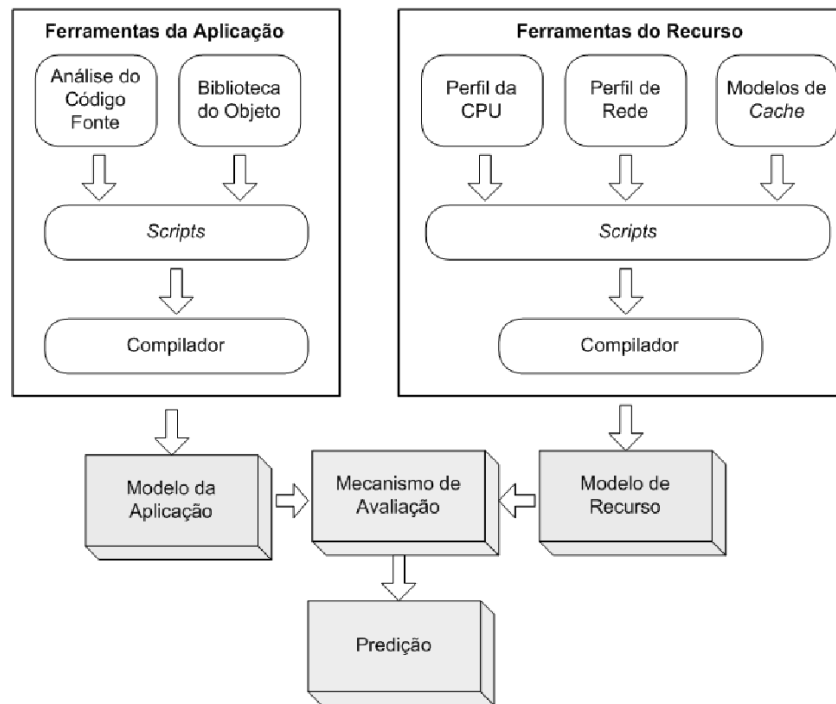 Ferramentas da Aplicação
Análise do
Código
Fonte
Biblioteca
do Objeto
Scripts
Compilador
Ferramentas do Recurso
Perfil da
CPU
Perfil de
Rede
Modelos de
Cache
Scripts
Compilador
Modelo da
Aplicação
Mecanismo de
Avaliação
Modelo de
Recurso
Predição